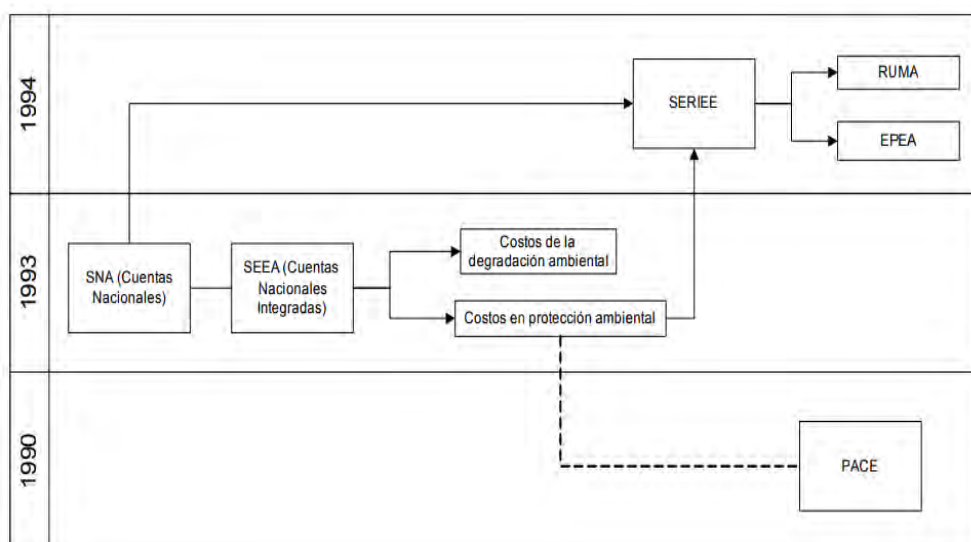 1994
SERIEE
RUMA
EPEA
1993
SNA (Cuentas
Nacionales)
SEEA (Cuentas
Nacionales
Integradas)
Costos de la
degradación ambiental
Costos en protección ambiental
1990
PACE